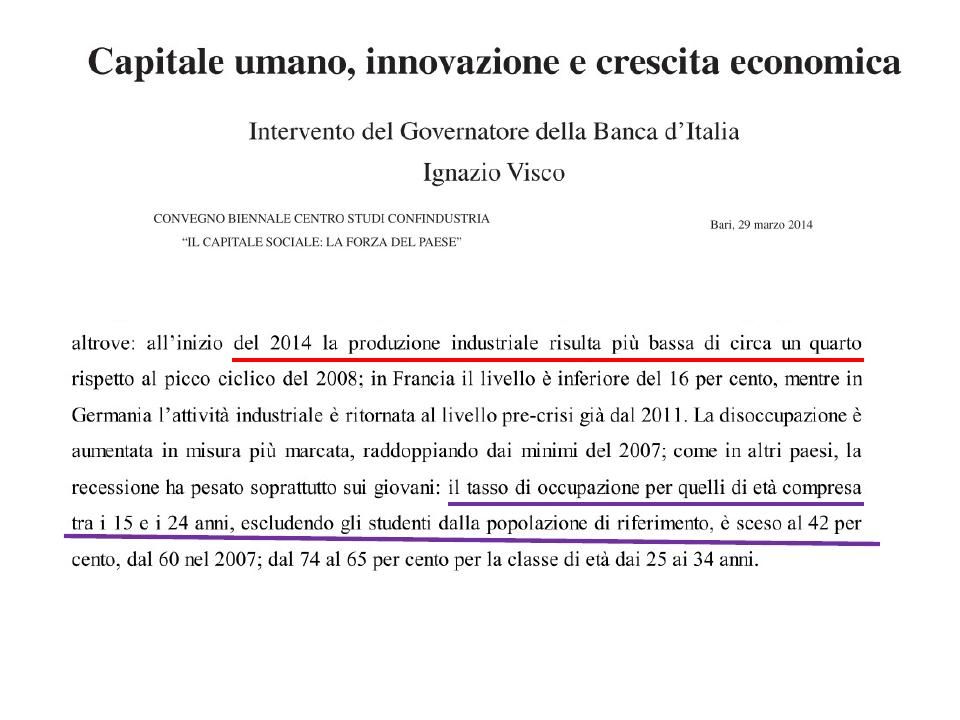 Capitale umano, innovazione e crescita economica
Intervento del Governatore della Banca d’Italia
Ignazio Visco
CONVEGNO BIENNALE CENTRO STUDI CONFINDUSTRIA
“IL CAPITALE SOCIALE: LA FORZA DEL PAESE”
Bari, 29 marzo 2014
altrove: all’inizio del 2014 la produzione industriale risulta più bassa di circa un quarto
rispetto al picco ciclico del 2008; in Francia il livello è inferiore del 16 per cento, mentre in
Germania l’attività industriale è ritornata al livello pre-crisi già dal 2011. La disoccupazione è
aumentata in misura più marcata, raddoppiando dai minimi del 2007; come in altri paesi, la
recessione ha pesato soprattutto sui giovani: il tasso di occupazione per quelli di età compresa
tra i 15 e i 24 anni, escludendo gli studenti dalla popolazione di riferimento, è sceso al 42 per
cento, dal 60 nel 2007; dal 74 al 65 per cento per la classe di età dai 25 ai 34 anni.